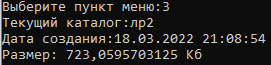 Выберите пункт меню:3
Текущий каталог:лр2
Дата создания:18.03.2022 21:08:54
Размер: 723,0595703125 Кб